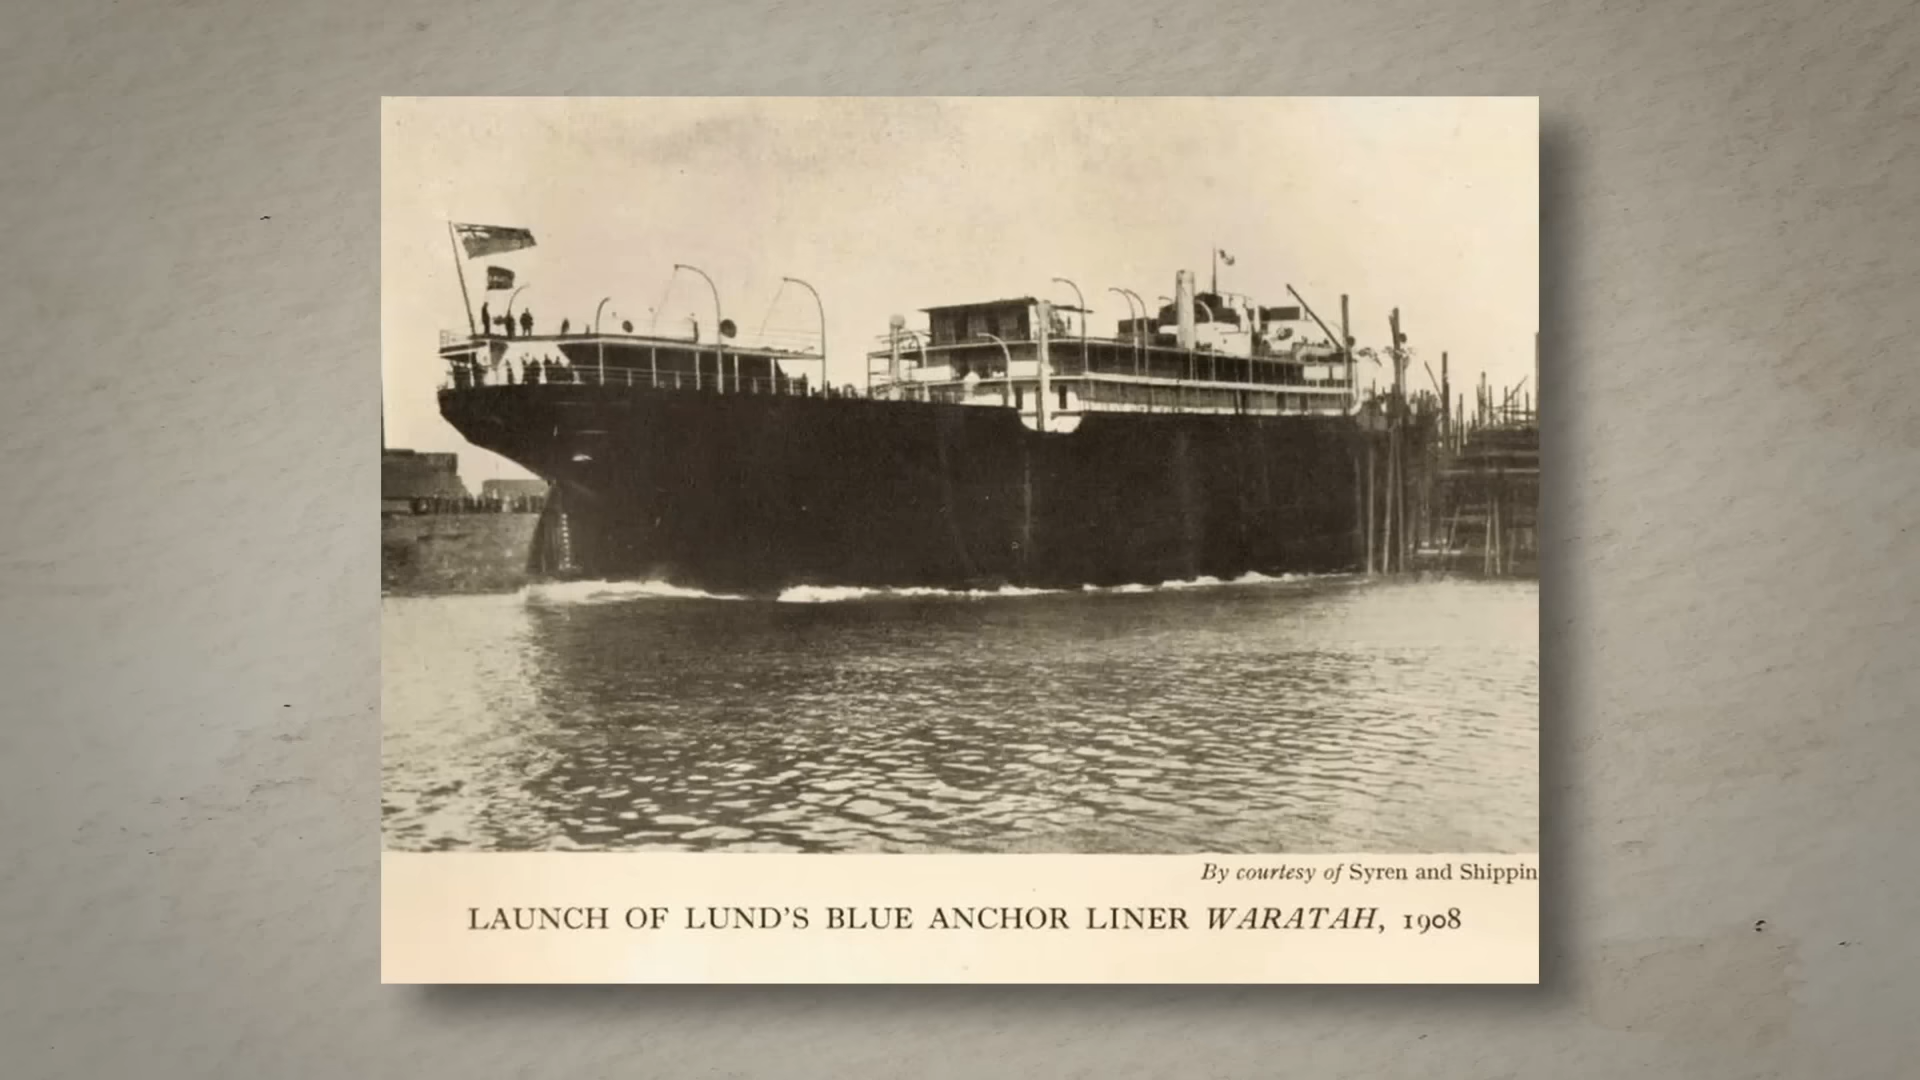 By courtesy of Syren and Shippin
LAUNCH OF LUND'S BLUE ANCHOR LINER WARATAH, 1908